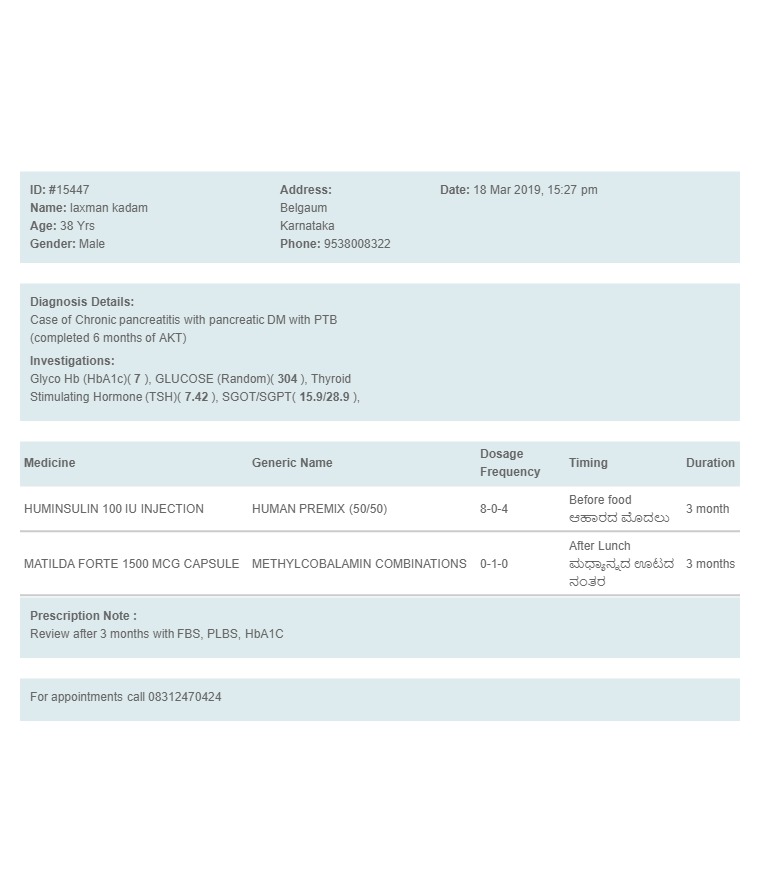 ID: #15447
Name: laxman kadam
Age: 38 Yrs
Gender: Male
Address:
Belgaum
Karnataka
Phone: 9538008322
Date: 18 Mar 2019, 15:27 pm
Diagnosis Details:
Case of Chronic pancreatitis with pancreatic DM with PTB
(completed 6 months of AKT)
Investigations:
Glyco Hb (HbA1c)( 7 ), GLUCOSE (Random)( 304 ), Thyroid
Stimulating Hormone (TSH)( 7.42 ), SGOT/SGPT( 15.9/28.9 ),
Medicine Generic Name Dosage Frequency Timing Duration
HUMINSULIN 100 IU INJECTION HUMAN PREMIX (50/50) 8-0-4 Before food 3 month
ಆಹಾರದ ಮೊದಲು
MATILDA FORTE 1500 MCG CAPSULE METHYLCOBALAMIN COMBINATIONS 0-1-0 After Lunch 3 months
ಮಧ್ಯಾನ್ನದ ಊಟದ
ನಂತರ
Prescription Note :
Review after 3 months with FBS, PLBS, HbA1C
For appointments call 08312470424